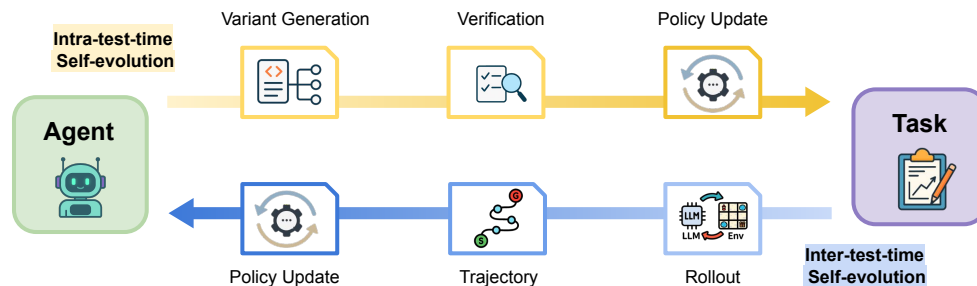 Variant Generation
Verification
Policy Update
Intra-test-time
Self-evolution
Agent
Task
G
S
LLM
LLM
Env
Policy Update
Trajectory
Rollout
Inter-test-time
Self-evolution